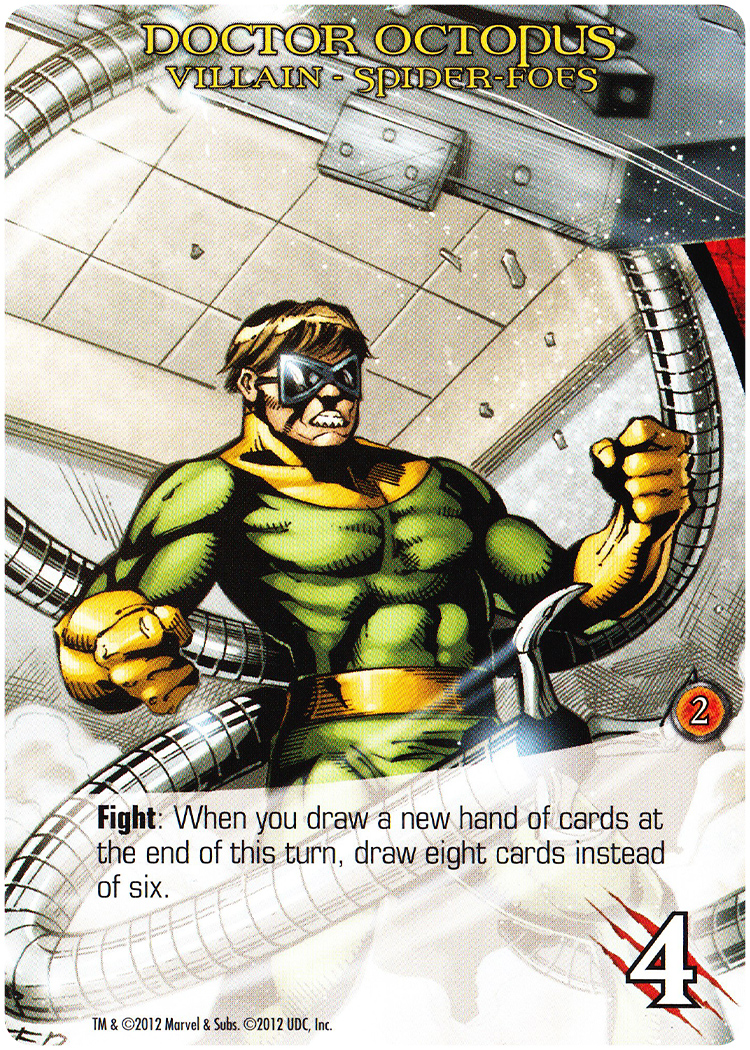 DOCTOR OCTOPUS
VILLAIN - SPIDER-FOES
2
Fight: When you draw a new hand of cards at
the end of this turn, draw eight cards instead
of six.
4
TM & ©2012 Marvel & Subs. ©2012 UDC, Inc.